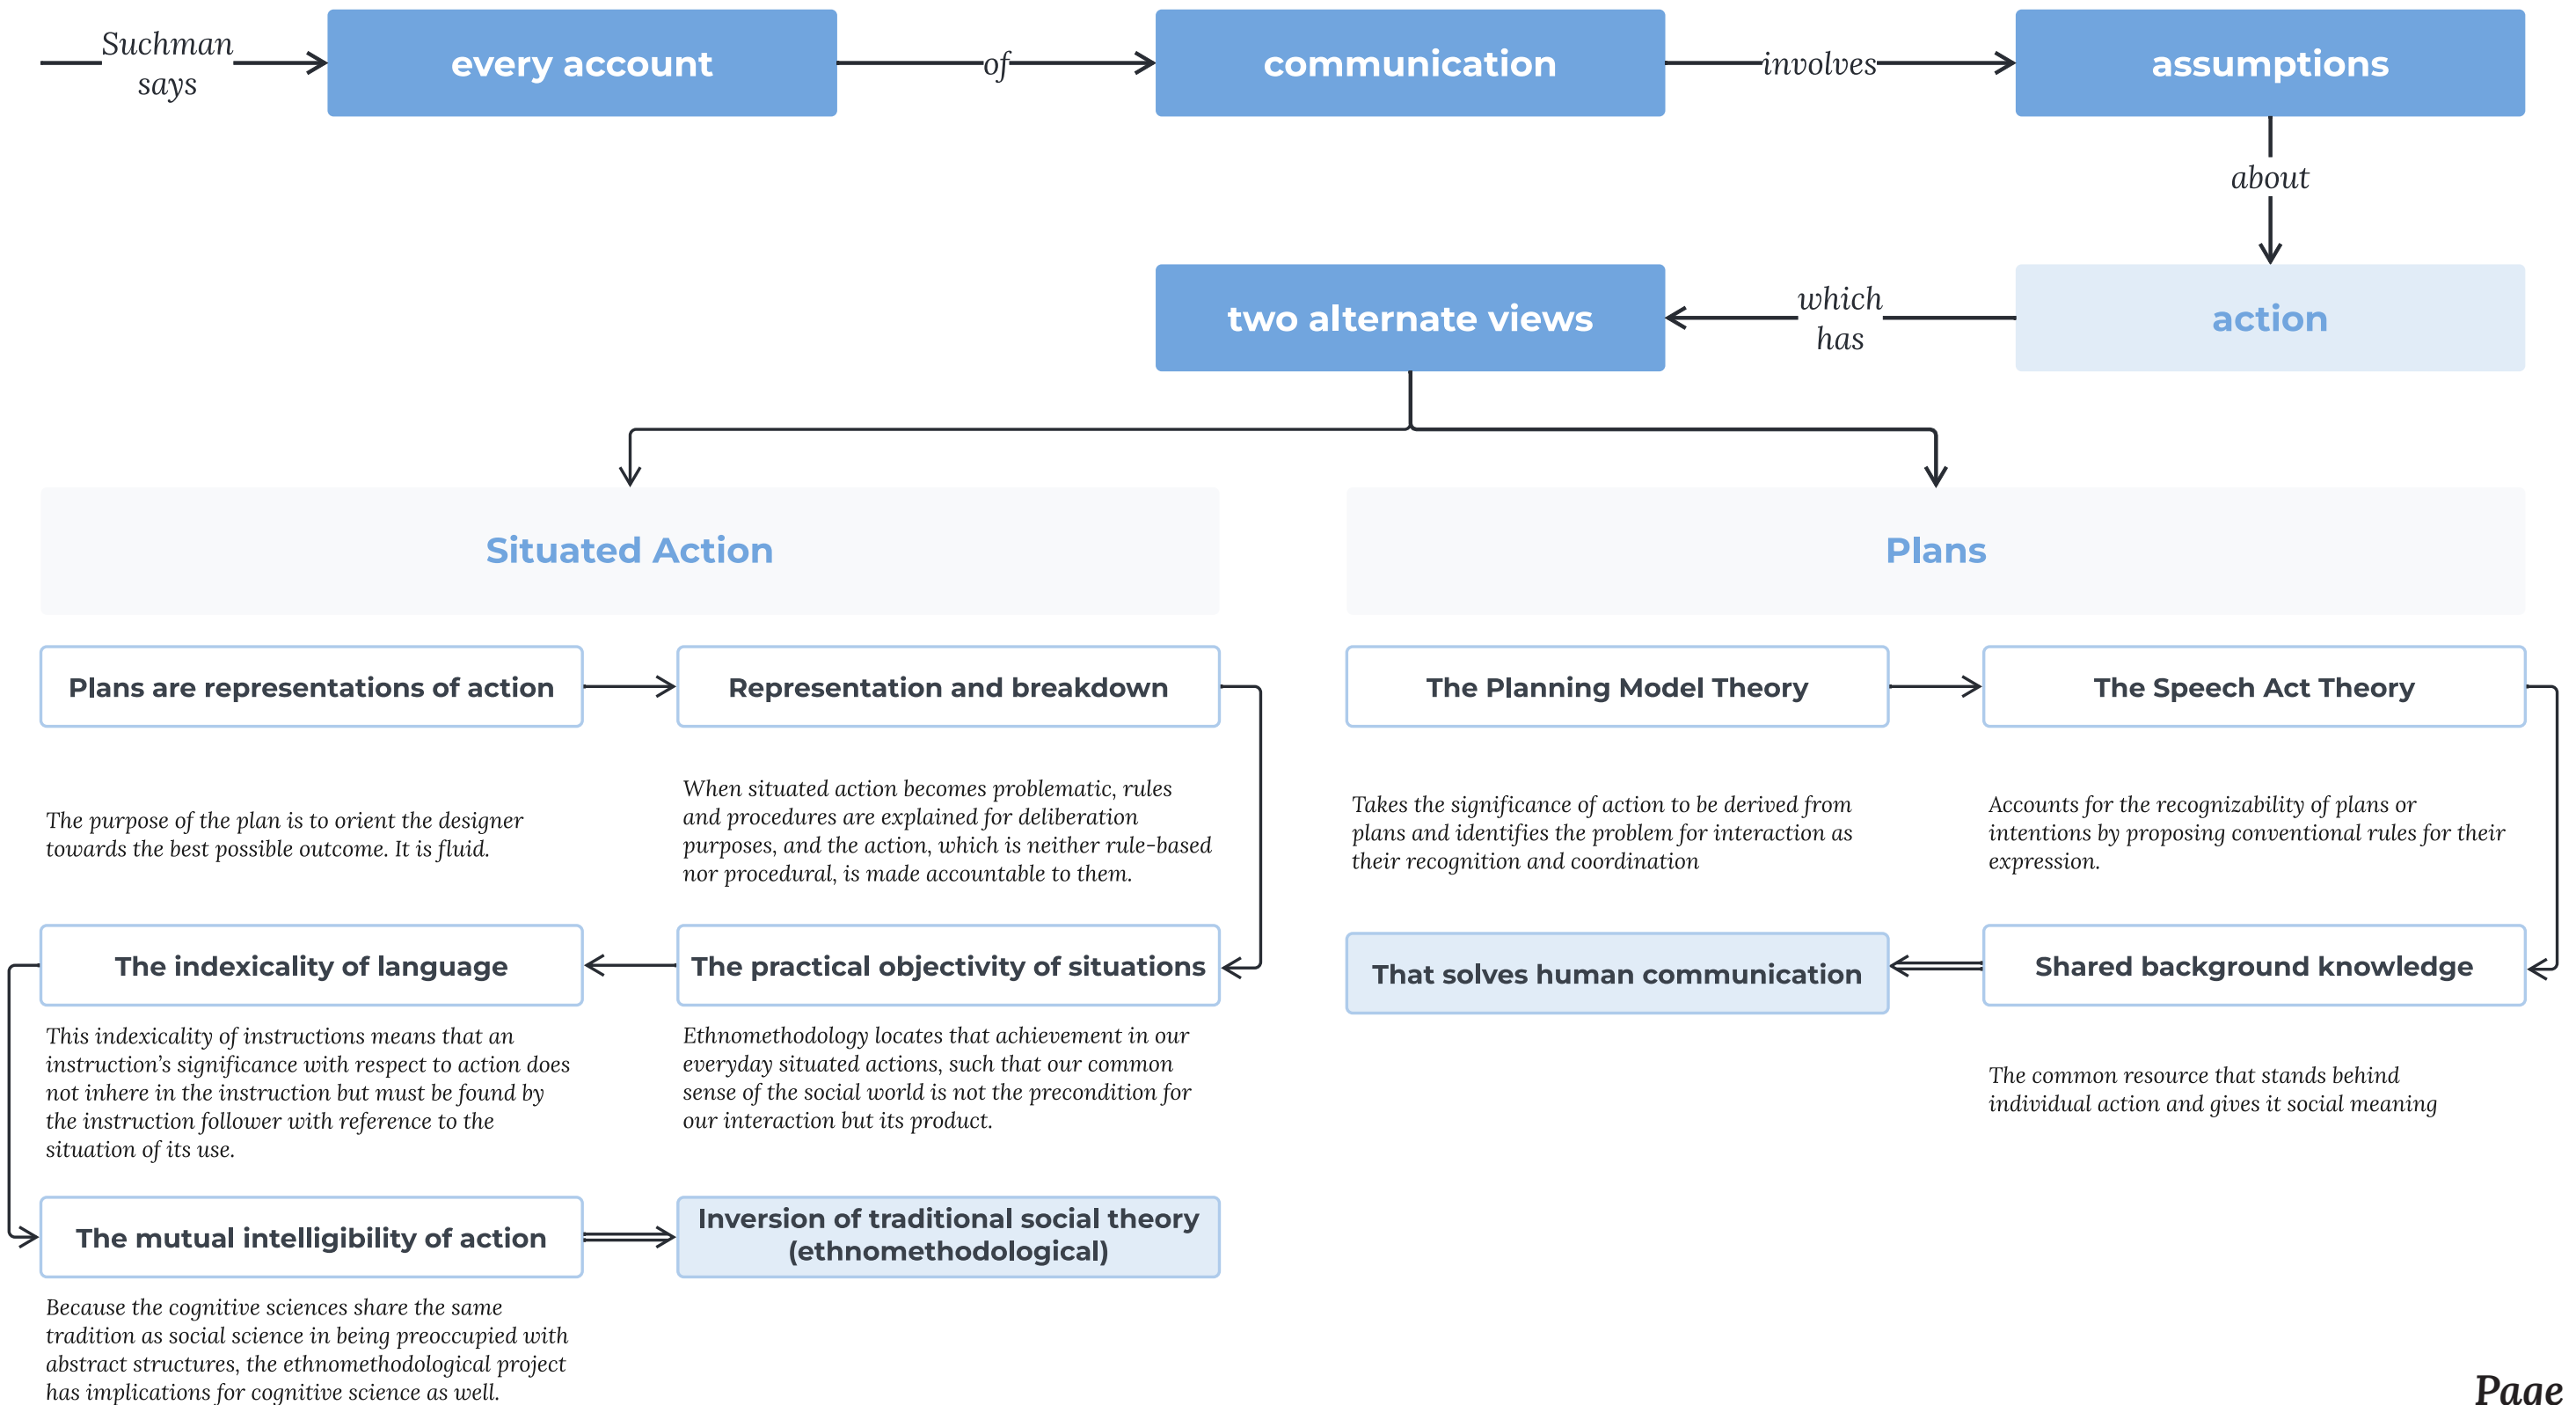 Suchman
says
every account
of
communication
involves
assumptions
about
action
which
has
two alternate views
Situated Action
Plans
Plans are representations of action
The purpose of the plan is to orient the designer
towards the best possible outcome. It is fluid.
Representation and breakdown
When situated action becomes problematic, rules
and procedures are explained for deliberation
purposes, and the action, which is neither rule-based
nor procedural, is made accountable to them.
The practical objectivity of situations
Ethnomethodology locates that achievement in our
everyday situated actions, such that our common
sense of the social world is not the precondition for
our interaction but its product.
The indexicality of language
This indexicality of instructions means that an
instruction’s significance with respect to action does
not inhere in the instruction but must be found by
the instruction follower with reference to the
situation of its use.
The mutual intelligibility of action
Because the cognitive sciences share the same
tradition as social science in being preoccupied with
abstract structures, the ethnomethodological project
has implications for cognitive science as well.
Inversion of traditional social theory
(ethnomethodological)
The Planning Model Theory
Takes the significance of action to be derived from
plans and identifies the problem for interaction as
their recognition and coordination
The Speech Act Theory
Accounts for the recognizability of plans or
intentions by proposing conventional rules for their
expression.
Shared background knowledge
The common resource that stands behind
individual action and gives it social meaning
That solves human communication
Page